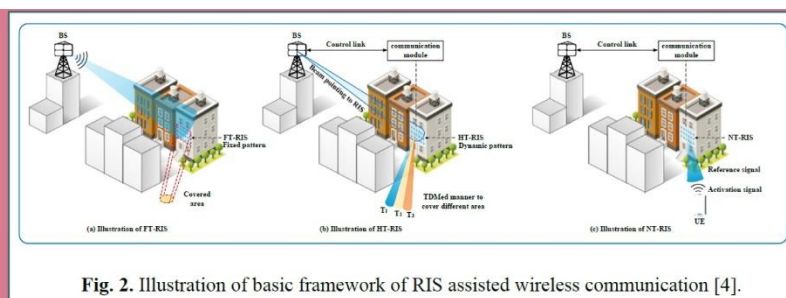 BS
FT-RIS
Fixed pattern
Covered
area
(a) Illustration of FT-RIS
BS
Control link
communication
module
Beam pointing to RIS
HT-RIS
Dynamic pattern
TDMed manner to
cover different area
T₁ T₂ T₃
(b) Illustration of HT-RIS
BS
Control link
communication
module
NT-RIS
Reference signal
Activation signal
UE
(c) Illustration of NT-RIS
Fig. 2. Illustration of basic framework of RIS assisted wireless communication [4].